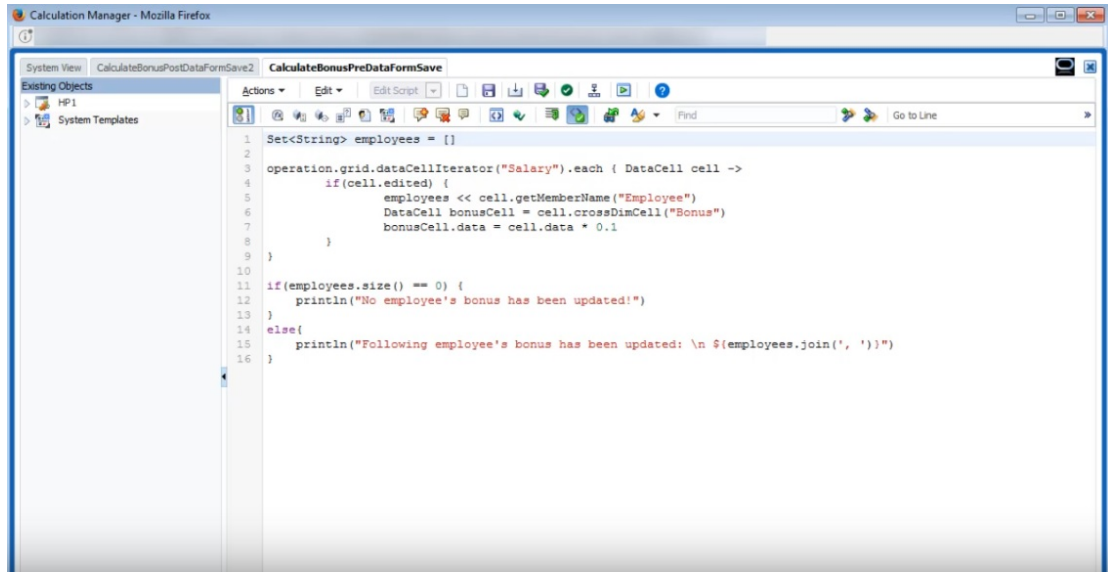 Calculation Manager - Mozilla Firefox
System View CalculateBonusPostDataFormSave2 CalculateBonusPreDataFormSave
Existing Objects
HP1
System Templates
Actions Edit Edit Script
Find Go to Line
1 Set<String> employees = []
2
3 operation.grid.dataCellIterator("Salary").each { DataCell cell ->
4 if(cell.edited) {
5 employees << cell.getMemberName("Employee")
6 DataCell bonusCell = cell.crossDimCell("Bonus")
7 bonusCell.data = cell.data * 0.1
8 }
9 }
10
11 if(employees.size() == 0) {
12 println("No employee's bonus has been updated!")
13 }
14 else{
15 println("Following employee's bonus has been updated: \n ${employees.join(', ')}")
16 }